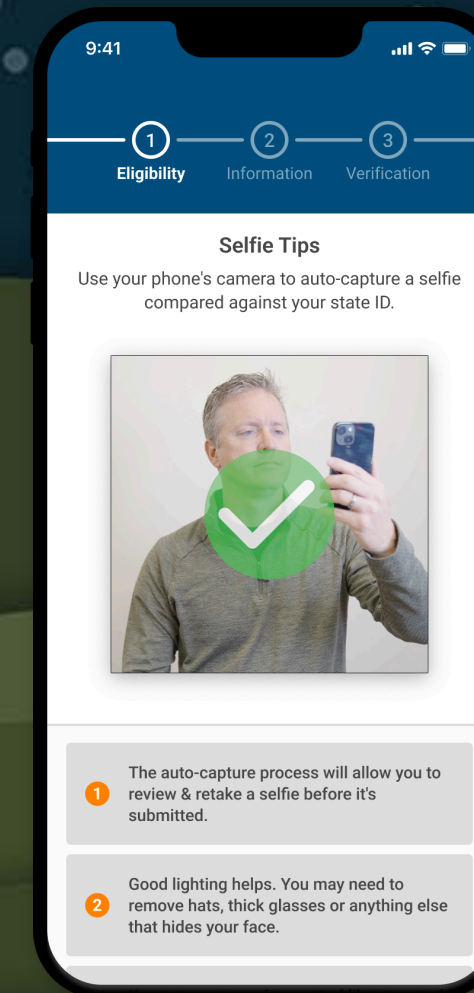 9:41
1
2
3
Eligibility
Information
Verification
Selfie Tips
Use your phone's camera to auto-capture a selfie
compared against your state ID.
1
The auto-capture process will allow you to
review & retake a selfie before it's
submitted.
2
Good lighting helps. You may need to
remove hats, thick glasses or anything else
that hides your face.